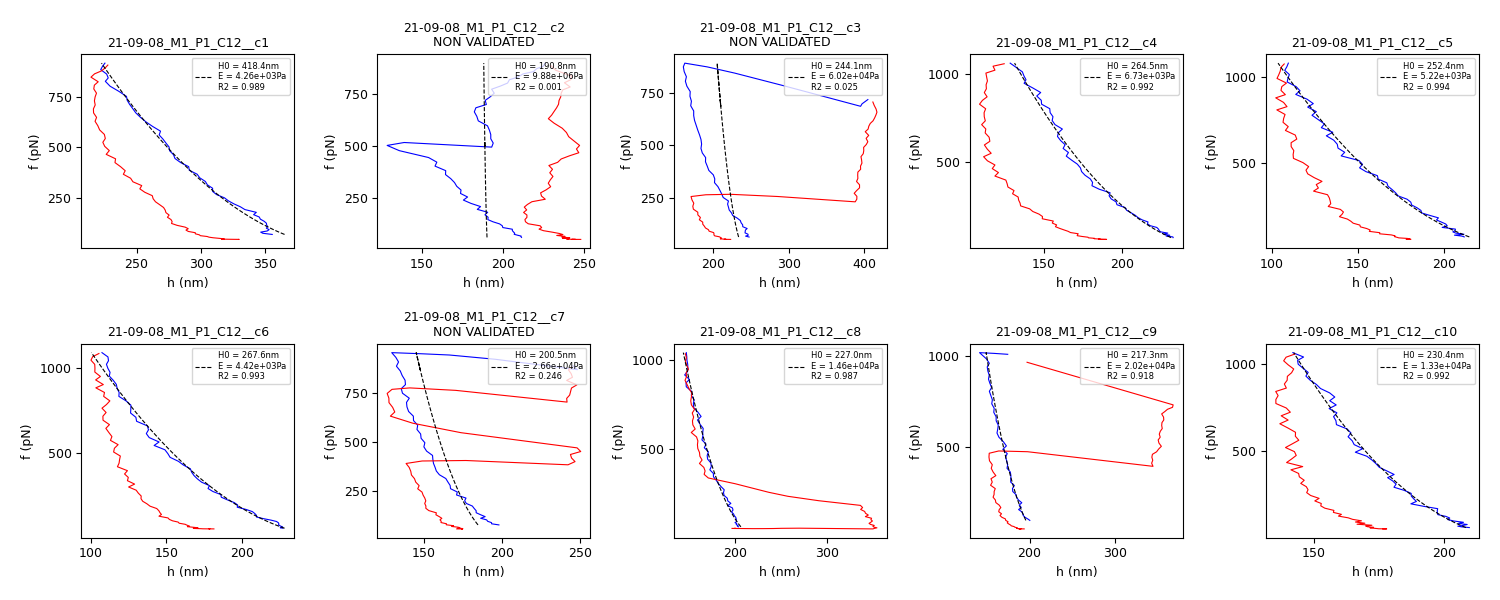 21-09-08_M1_P1_C12__c1
H0 = 418.4nm
E = 4.26e+03Pa
R2 = 0.989
f (pN)
750
500
250
250
300
350
h (nm)
21-09-08_M1_P1_C12__c2
NON VALIDATED
H0 = 190.8nm
E = 9.88e+06Pa
R2 = 0.001
f (pN)
750
500
250
150
200
250
h (nm)
21-09-08_M1_P1_C12__c3
NON VALIDATED
H0 = 244.1nm
E = 6.02e+04Pa
R2 = 0.025
f (pN)
750
500
250
200
300
400
h (nm)
21-09-08_M1_P1_C12__c4
H0 = 264.5nm
E = 6.73e+03Pa
R2 = 0.992
f (pN)
1000
500
150
200
h (nm)
21-09-08_M1_P1_C12__c5
H0 = 252.4nm
E = 5.22e+03Pa
R2 = 0.994
f (pN)
1000
500
100
150
200
h (nm)
21-09-08_M1_P1_C12__c6
H0 = 267.6nm
E = 4.42e+03Pa
R2 = 0.993
f (pN)
1000
500
100
150
200
h (nm)
21-09-08_M1_P1_C12__c7
NON VALIDATED
H0 = 200.5nm
E = 2.66e+04Pa
R2 = 0.246
f (pN)
750
500
250
150
200
250
h (nm)
21-09-08_M1_P1_C12__c8
H0 = 227.0nm
E = 1.46e+04Pa
R2 = 0.987
f (pN)
1000
500
200
300
h (nm)
21-09-08_M1_P1_C12__c9
H0 = 217.3nm
E = 2.02e+04Pa
R2 = 0.918
f (pN)
1000
500
200
300
h (nm)
21-09-08_M1_P1_C12__c10
H0 = 230.4nm
E = 1.33e+04Pa
R2 = 0.992
f (pN)
1000
500
150
200
h (nm)